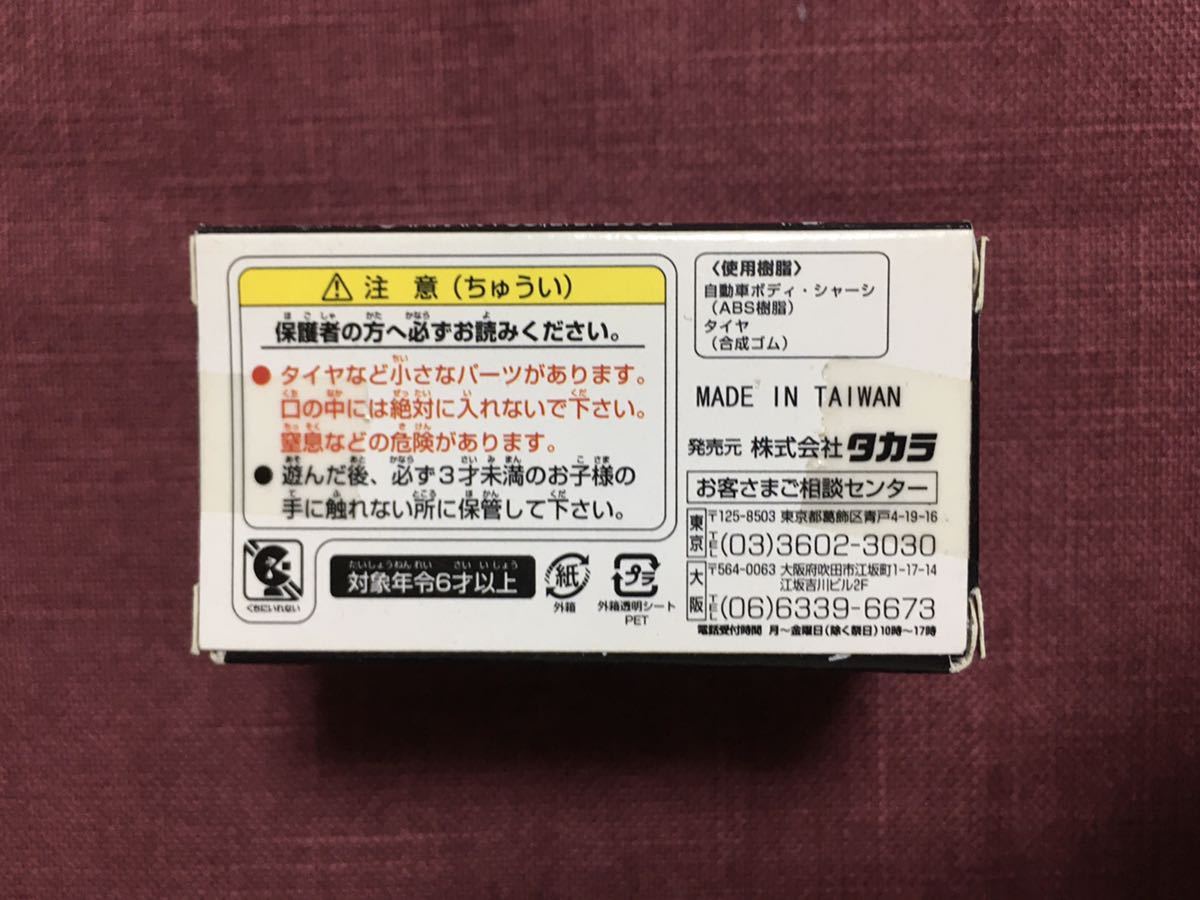 ⚠ 注 意 (ちゅうい)
保護者の方へ必ずお読みください。
● タイヤなど小さなパーツがあります。
口の中には絶対に入れないで下さい。
窒息などの危険があります。
● 遊んだ後、必ず3才未満のお子様の
手に触れない所に保管して下さい。
くちにいれない
対象年令6才以上
紙
外箱
プラ
外箱透明シート
PET
〈使用樹脂〉
自動車ボディ・シャーシ
(ABS樹脂)
タイヤ
(合成ゴム)
MADE IN TAIWAN
発売元 株式会社 タカラ
お客さまご相談センター
東京 〒125-8503 東京都葛飾区青戸4-19-16
TEL (03)3602-3030
大阪 〒564-0063 大阪府吹田市江坂町1-17-14
江坂吉川ビル2F
TEL (06)6339-6673
電話受付時間 月〜金曜日(除く祭日)10時〜17時